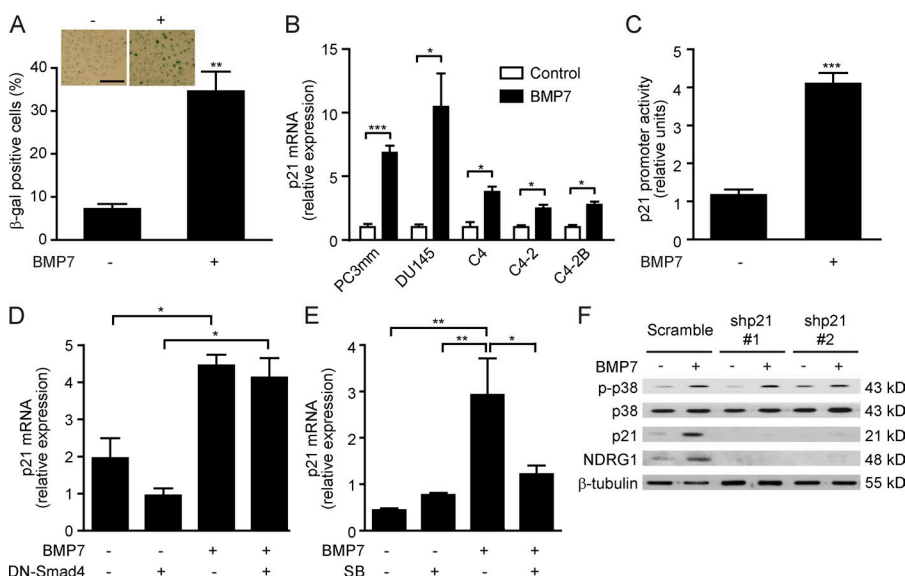 A
- +
**
β-gal positive cells (%)
40
30
20
10
0
BMP7 - +
B
p21 mRNA
(relative expression)
15
10
5
0
Control
BMP7
***
*
*
*
*
PC3mm
DU145
C4
C4-2
C4-2B
C
p21 promoter activity
(relative units)
5
4
3
2
1
0
***
BMP7 - +
D
p21 mRNA
(relative expression)
5
4
2
1
0
*
*
BMP7 - - + +
DN-Smad4 - + - +
E
p21 mRNA
(relative expression)
4
3
2
1
0
**
**
*
BMP7 - - + +
SB - + - +
F
Scramble shp21 shp21
#1 #2
BMP7 - + - + - +
p-p38 43 kD
p38 43 kD
p21 21 kD
NDRG1 48 kD
β-tubulin 55 kD